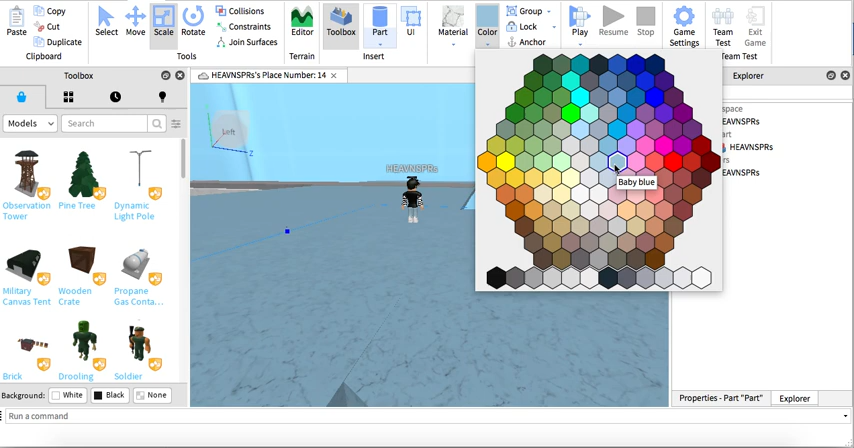 Paste
Copy
Cut
Duplicate
Clipboard
Select
Move
Scale
Rotate
Collisions
Constraints
Join Surfaces
Tools
Editor
Terrain
Toolbox
Part
UI
Insert
Material
Color
Group
Lock
Anchor
Play
Resume
Stop
Game
Settings
Team
Test
Exit
Game
Team Test
Toolbox
HEAVNSPRs's Place Number: 14
Explorer
Models
Search
Observation
Tower
Pine Tree
Dynamic
Light Pole
Military
Canvas Tent
Wooden
Crate
Propane
Gas Conta...
Brick
Drooling
Soldier
Left
Z
HEAVNSPRs
Baby blue
space
HEAVNSPRs
art
HEAVNSPRs
rs
HEAVNSPRs
Background:
White
Black
None
Properties - Part "Part"
Explorer
Run a command